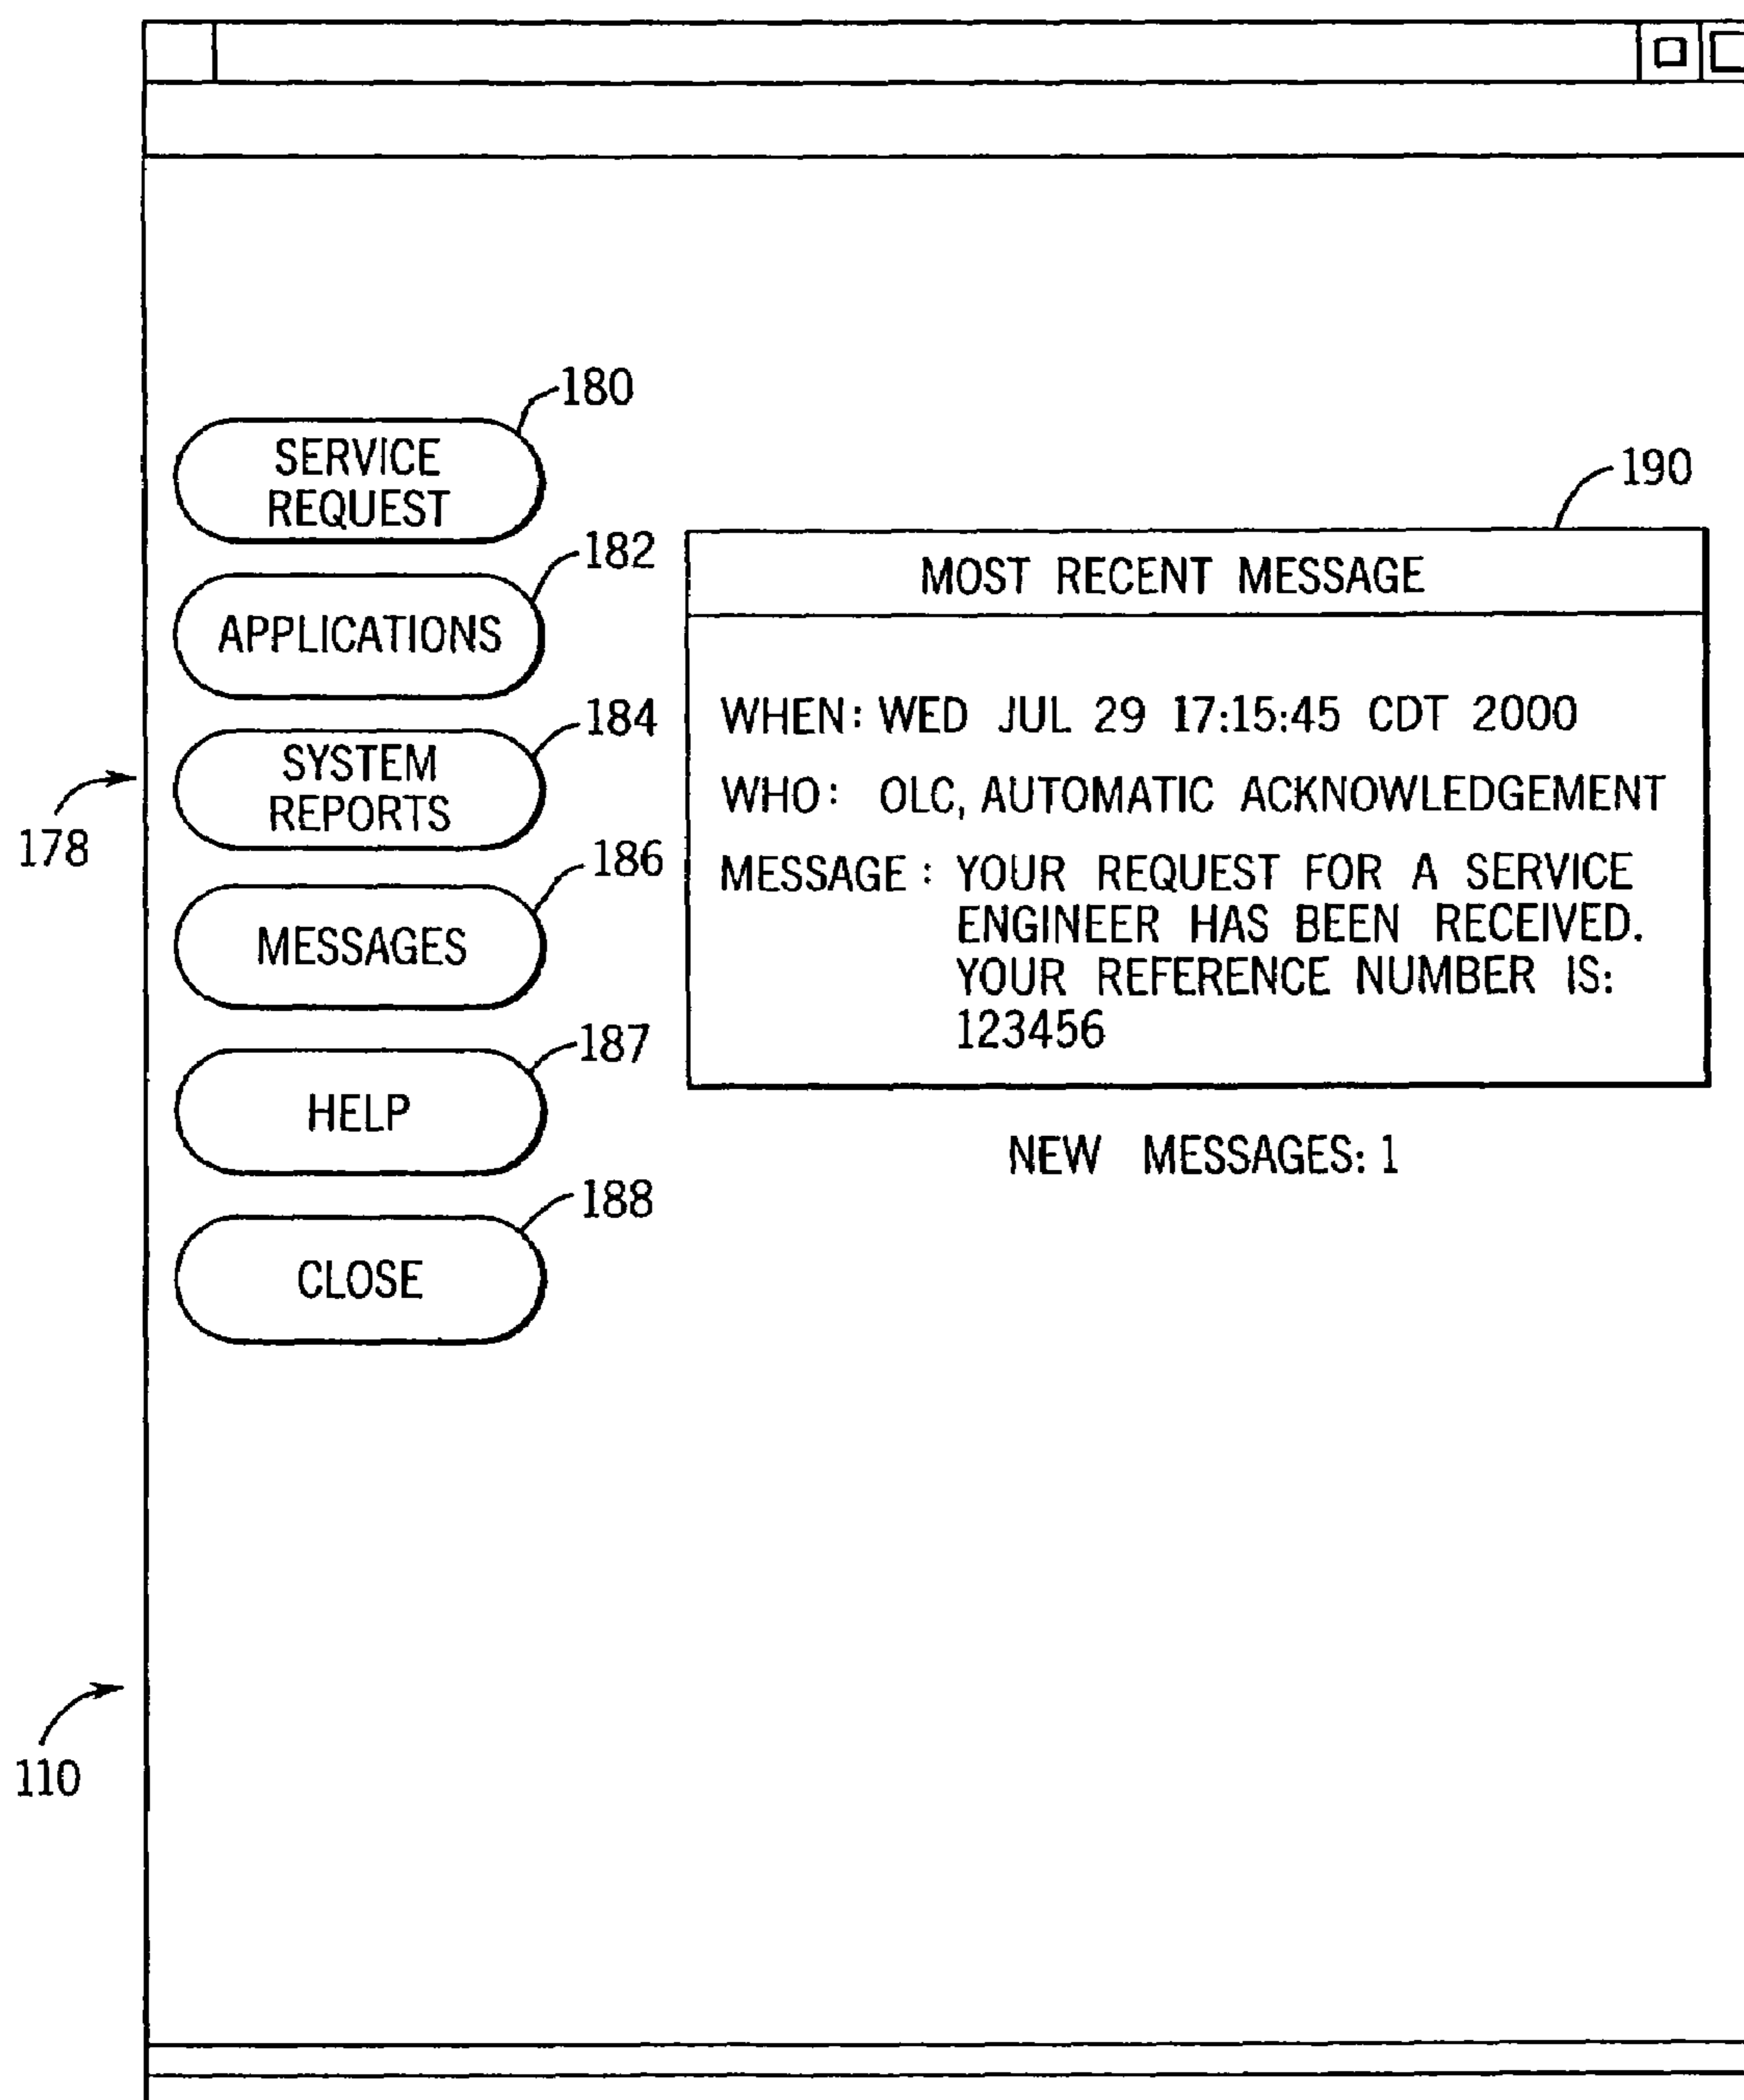 180
SERVICE
REQUEST
190
182
MOST RECENT MESSAGE
APPLICATIONS
184
WHEN: WED JUL 29 17:15:45 CDT 2000
SYSTEM
REPORTS
WHO: OLC, AUTOMATIC ACKNOWLEDGEMENT
178
186
MESSAGE: YOUR REQUEST FOR A SERVICE
ENGINEER HAS BEEN RECEIVED.
YOUR REFERENCE NUMBER IS:
123456
MESSAGES
187
HELP
NEW MESSAGES: 1
188
CLOSE
110